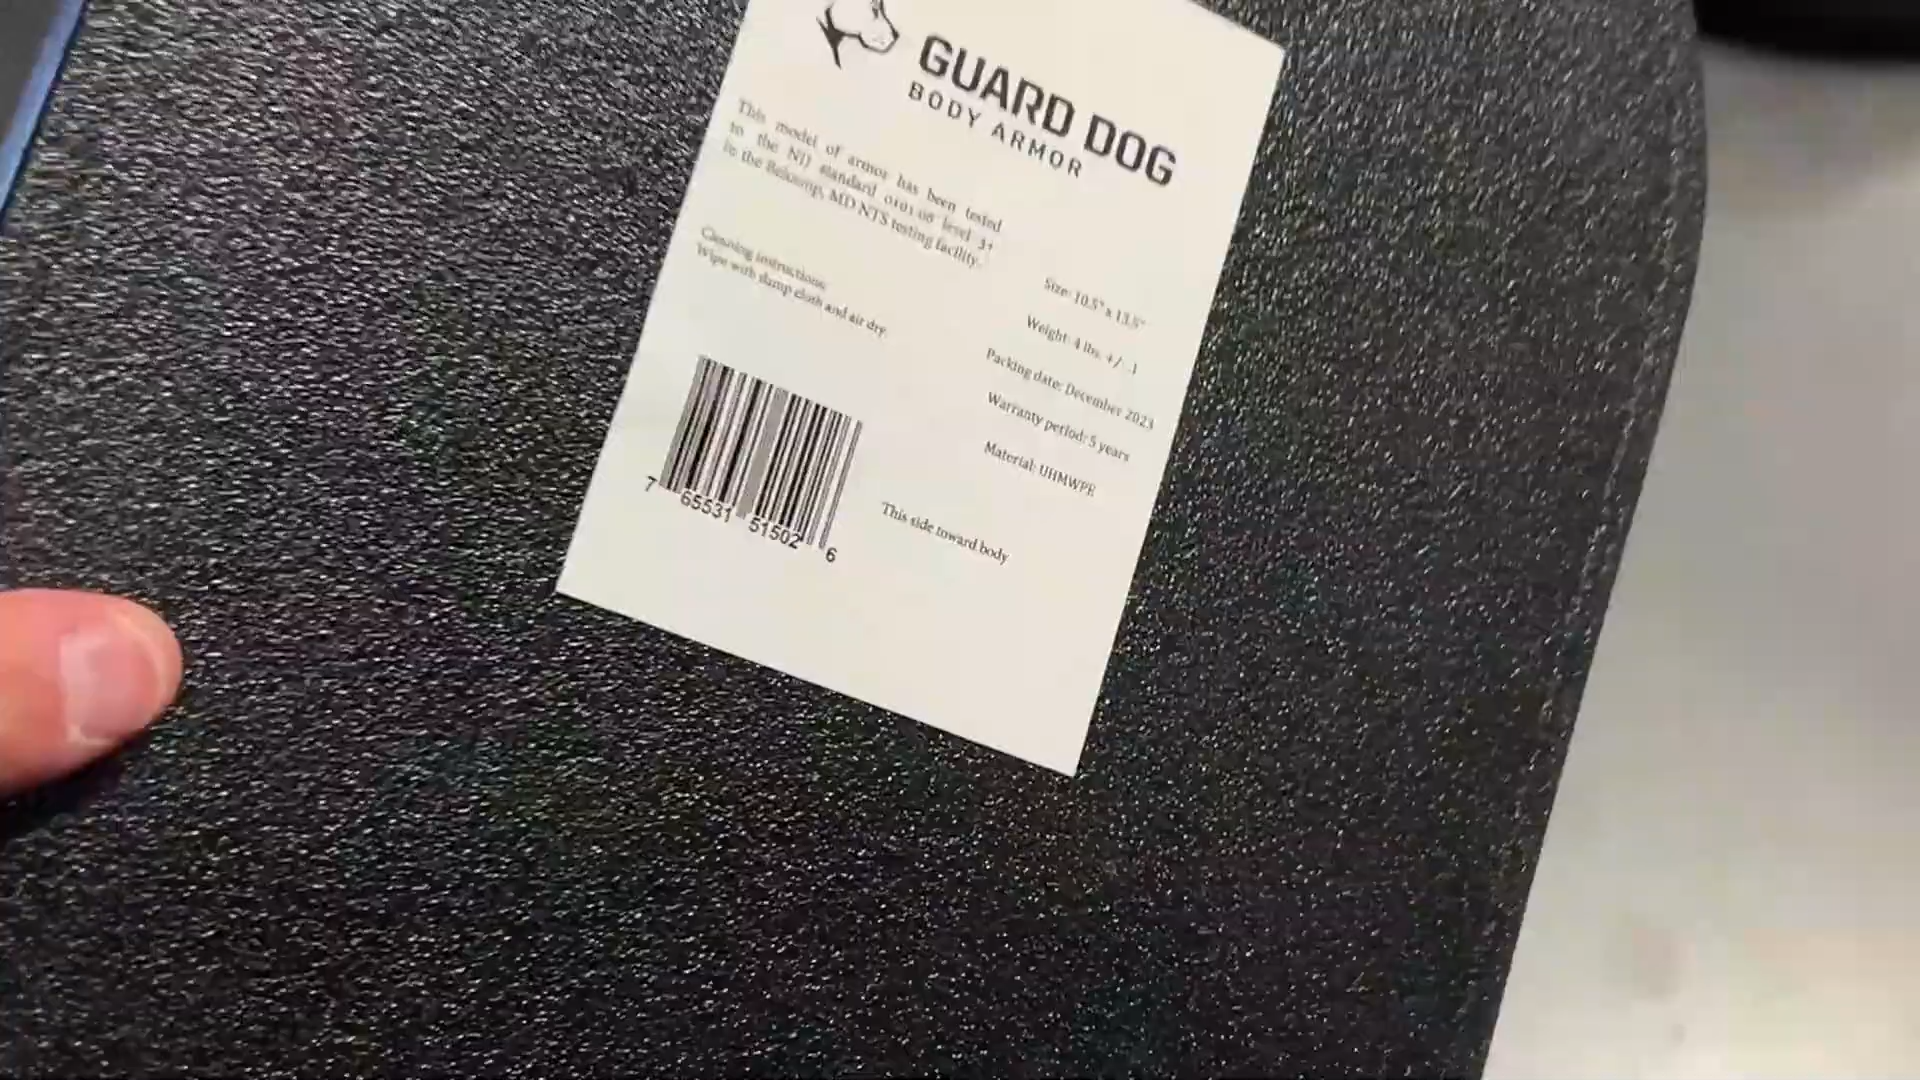 GUARD DOG
BODY ARMOR
This model of armor has been tested
to the NIJ standard 0101.06 level 3+
in the Belcamp, MD NTS testing facility.
Cleaning instructions:
Wipe with damp cloth and air dry.
Size: 10.5" x 13.5"
Weight: 4 lbs. +/- .1
Packing date: December 2023
Warranty period: 5 years
Material: UHMWPE
7 65531 51502 6
This side toward body